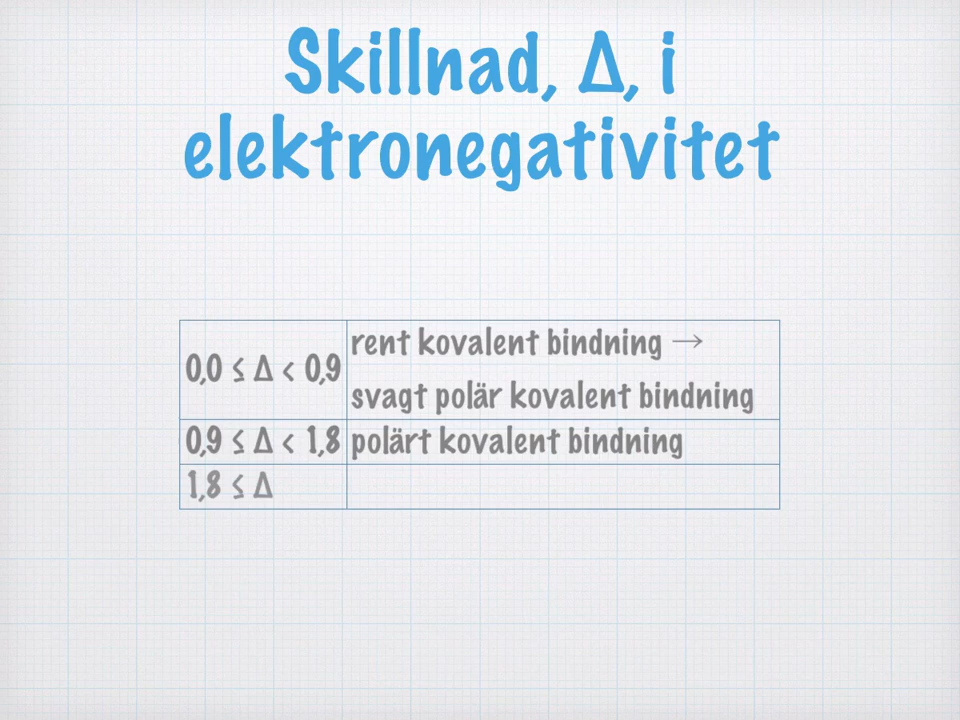 Skillnad, Δ, i
elektronegativitet
0,0 ≤ Δ < 0,9
rent kovalent bindning →
svagt polär kovalent bindning
0,9 ≤ Δ < 1,8 polärt kovalent bindning
1,8 ≤ Δ